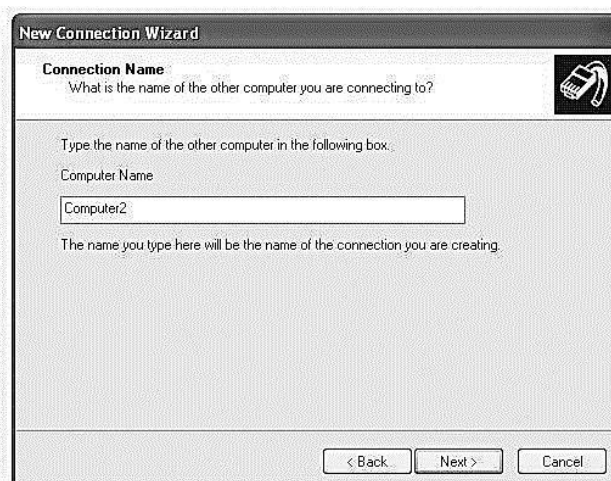 New Connection Wizard
Connection Name
What is the name of the other computer you are connecting to?
Type the name of the other computer in the following box.
Computer Name
Computer2
The name you type here will be the name of the connection you are creating.
< Back
Next >
Cancel